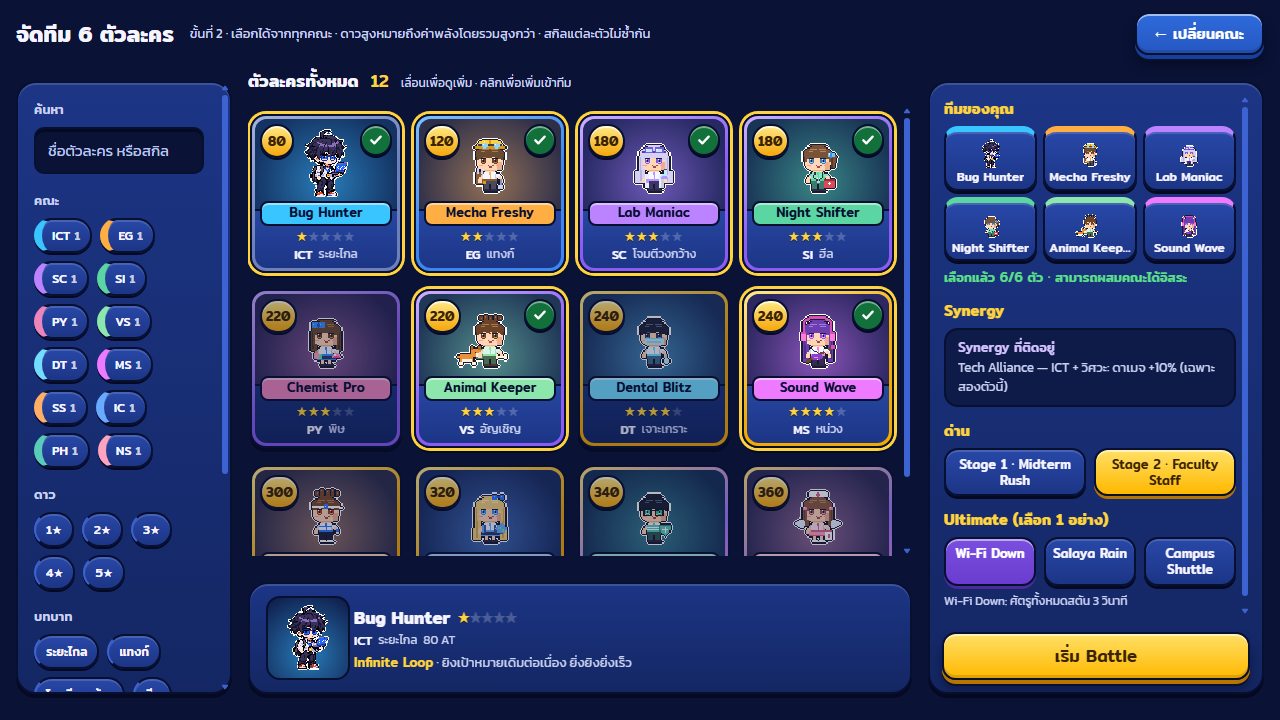 จัดทีม 6 ตัวละคร
ขั้นที่ 2 · เลือกได้จากทุกคณะ · ดาวสูงหมายถึงค่าพลังโดยรวมสูงกว่า · สกิลแต่ละตัวไม่ซ้ำกัน
← เปลี่ยนคณะ
ค้นหา
ชื่อตัวละคร หรือสกิล
คณะ
ICT 1
EG 1
SC 1
SI 1
PY 1
VS 1
DT 1
MS 1
SS 1
IC 1
PH 1
NS 1
ดาว
1★
2★
3★
4★
5★
บทบาท
ระยะไกล
แทงก์
ตัวละครทั้งหมด 12 เลื่อนเพื่อดูเพิ่ม · คลิกเพื่อเพิ่มเข้าทีม
80
Bug Hunter
★★★★★
ICT ระยะไกล
120
Mecha Freshy
★★★★★
EG แทงก์
180
Lab Maniac
★★★★★
SC โจมตีวงกว้าง
180
Night Shifter
★★★★★
SI ฮีล
220
Chemist Pro
★★★★★
PY พิษ
220
Animal Keeper
★★★★★
VS อัญเชิญ
240
Dental Blitz
★★★★★
DT เจาะเกราะ
240
Sound Wave
★★★★★
MS หน่วง
300
320
340
360
Bug Hunter ★★★★★
ICT ระยะไกล 80 AT
Infinite Loop · ยิงเป้าหมายเดิมต่อเนื่อง ยิ่งยิงยิ่งเร็ว
ทีมของคุณ
Bug Hunter
Mecha Freshy
Lab Maniac
Night Shifter
Animal Keep...
Sound Wave
เลือกแล้ว 6/6 ตัว · สามารถผสมคณะได้อิสระ
Synergy
Synergy ที่ติดอยู่
Tech Alliance — ICT + วิศวะ: ดาเมจ +10% (เฉพาะ
สองตัวนี้)
ด่าน
Stage 1 · Midterm
Rush
Stage 2 · Faculty
Staff
Ultimate (เลือก 1 อย่าง)
Wi-Fi Down
Salaya Rain
Campus
Shuttle
Wi-Fi Down: ศัตรูทั้งหมดสตัน 3 วินาที
เริ่ม Battle